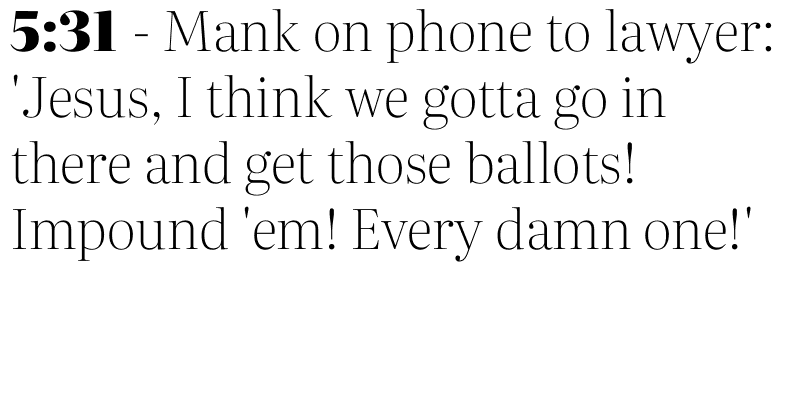 5:31 - Mank on phone to lawyer:
'Jesus, I think we gotta go in
there and get those ballots!
Impound 'em! Every damn one!'